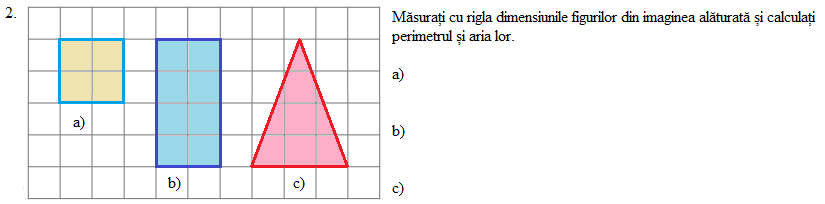 2.
Măsurați cu rigla dimensiunile figurilor din imaginea alăturată și calculați
perimetrul și aria lor.
a)
b)
c)
a)
b)
c)